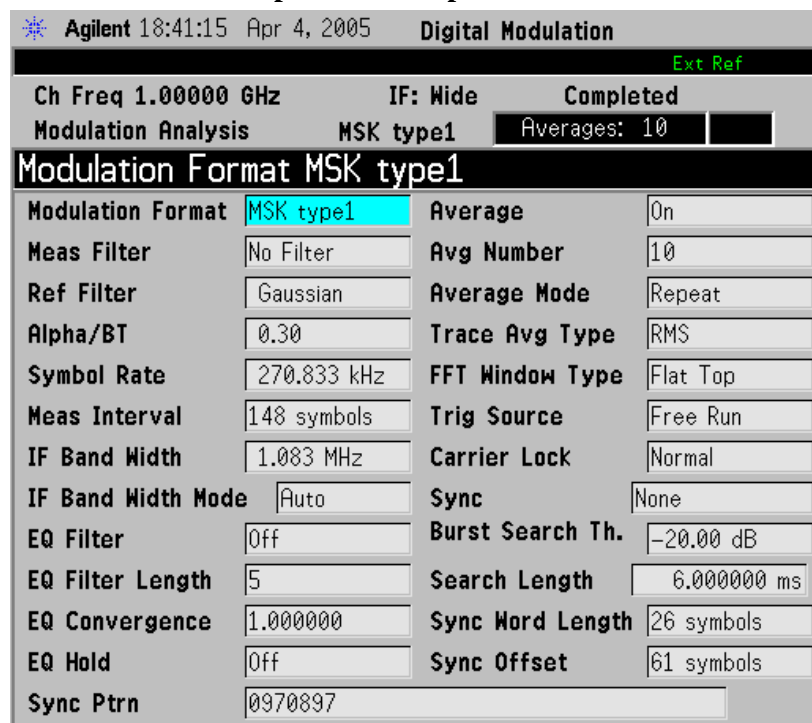 Agilent 18:41:15 Apr 4, 2005 Digital Modulation
Ext Ref
Ch Freq 1.00000 GHz IF: Wide Completed
Modulation Analysis MSK type1 Averages: 10
Modulation Format MSK type1
Modulation Format MSK type1 Average On
Meas Filter No Filter Avg Number 10
Ref Filter Gaussian Average Mode Repeat
Alpha/BT 0.30 Trace Avg Type RMS
Symbol Rate 270.833 kHz FFT Window Type Flat Top
Meas Interval 148 symbols Trig Source Free Run
IF Band Width 1.083 MHz Carrier Lock Normal
IF Band Width Mode Auto Sync None
EQ Filter Off Burst Search Th. -20.00 dB
EQ Filter Length 5 Search Length 6.000000 ms
EQ Convergence 1.000000 Sync Word Length 26 symbols
EQ Hold Off Sync Offset 61 symbols
Sync Ptrn 0970897